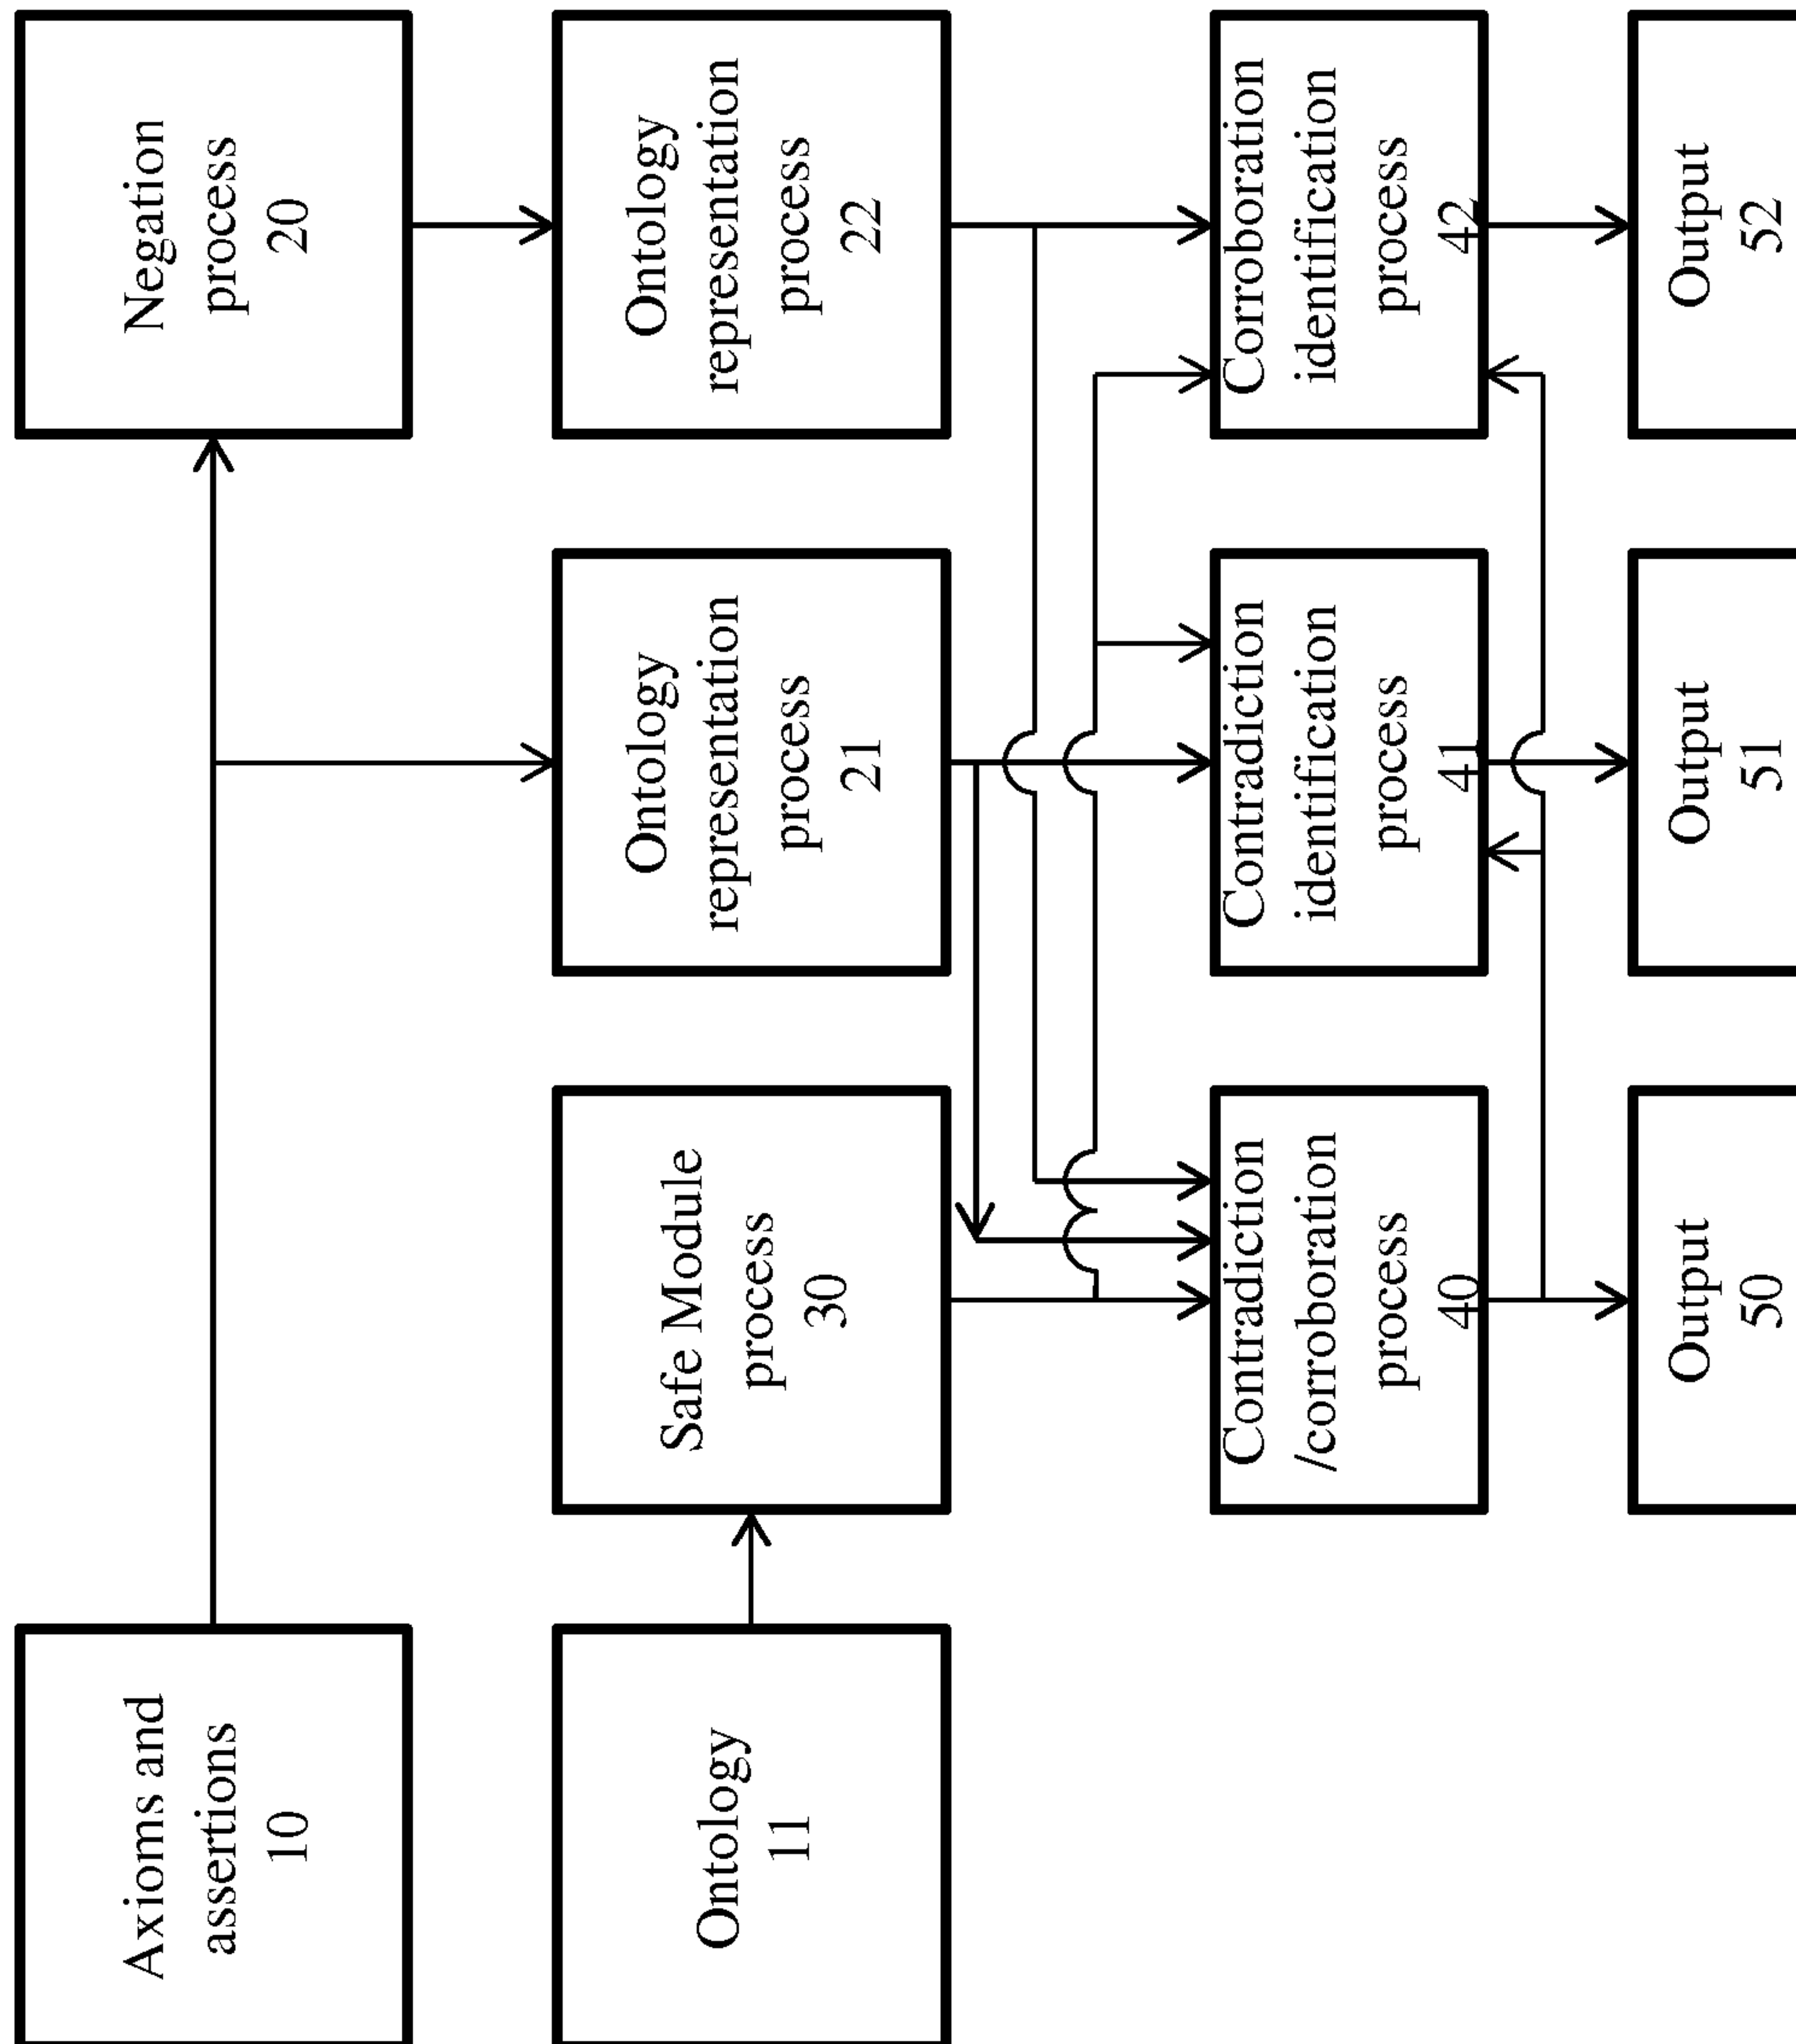 Axioms and
assertions
10
Negation
process
20
Ontology
11
Safe Module
process
30
Ontology
representation
process
21
Ontology
representation
process
22
Contradiction
/corroboration
process
40
Contradiction
identification
process
41
Corroboration
identification
process
42
Output
50
Output
51
Output
52